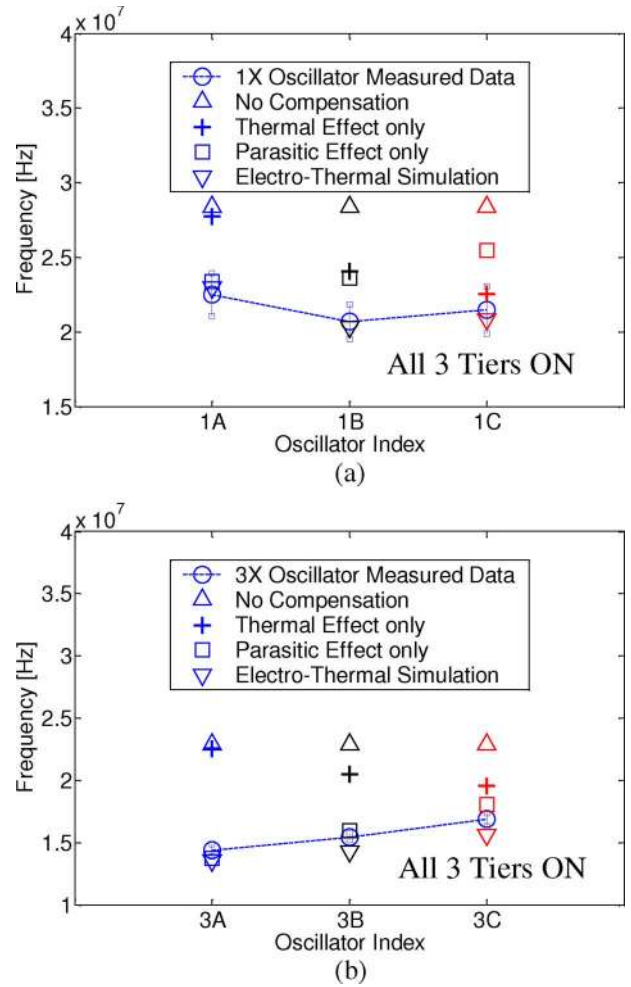 4 x 10^7
3.5
3
2.5
2
1.5
Frequency [Hz]
1X Oscillator Measured Data
No Compensation
Thermal Effect only
Parasitic Effect only
Electro-Thermal Simulation
All 3 Tiers ON
1A 1B 1C
Oscillator Index
(a)
4 x 10^7
3.5
3
2.5
2
1.5
1
Frequency [Hz]
3X Oscillator Measured Data
No Compensation
Thermal Effect only
Parasitic Effect only
Electro-Thermal Simulation
All 3 Tiers ON
3A 3B 3C
Oscillator Index
(b)